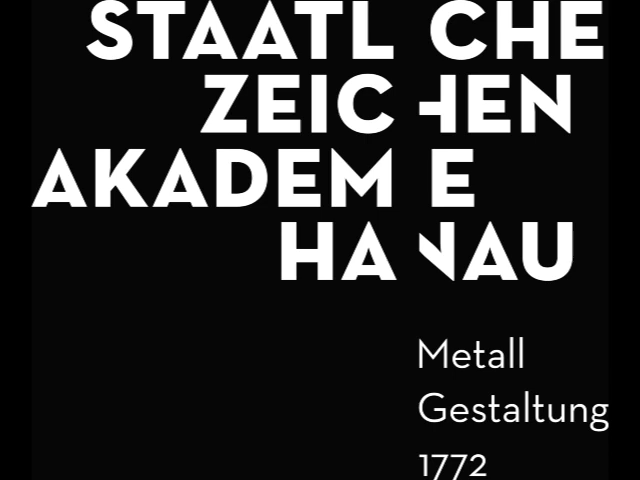 STAATL CHE
ZEICHEN
AKADEM E
HANAU
Metall
Gestaltung
1772